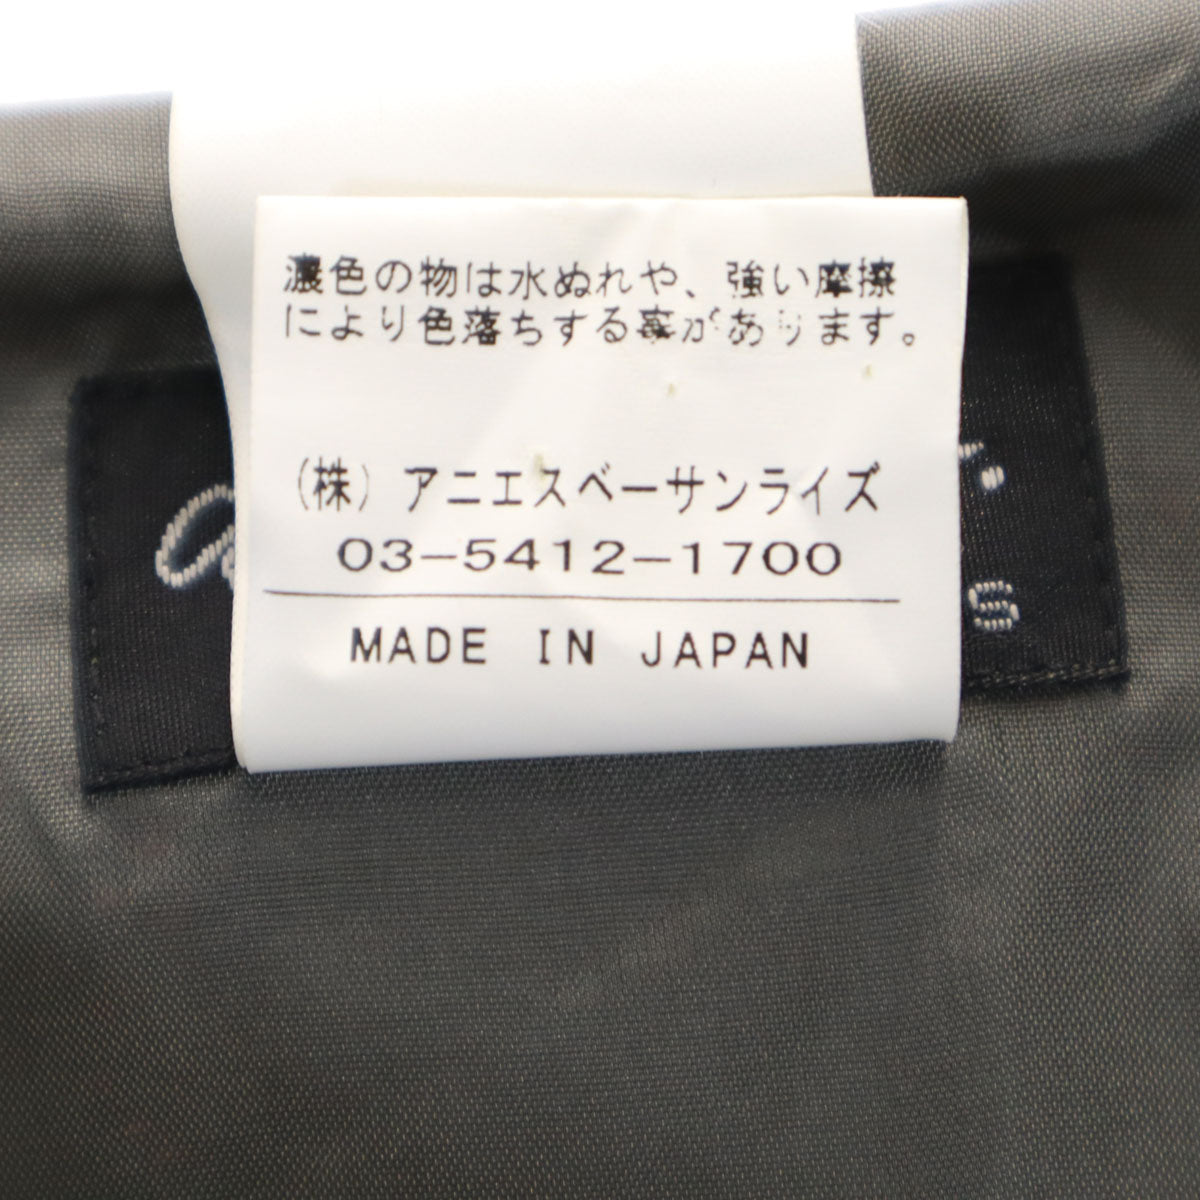 濃色の物は水ぬれや、強い摩擦
により色落ちする事があります。
(株) アニエスベーサンライズ
03-5412-1700
MADE IN JAPAN